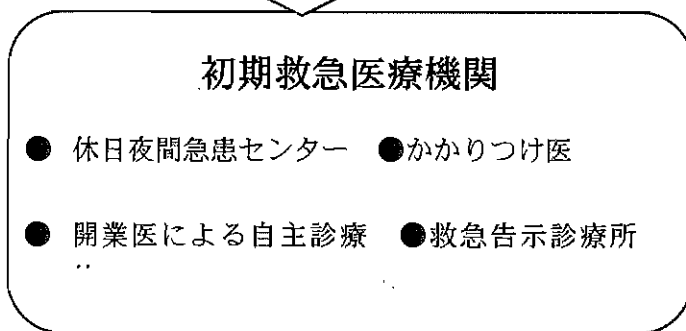 初期救急医療機関
● 休日夜間急患センター ●かかりつけ医
● 開業医による自主診療 ●救急告示診療所